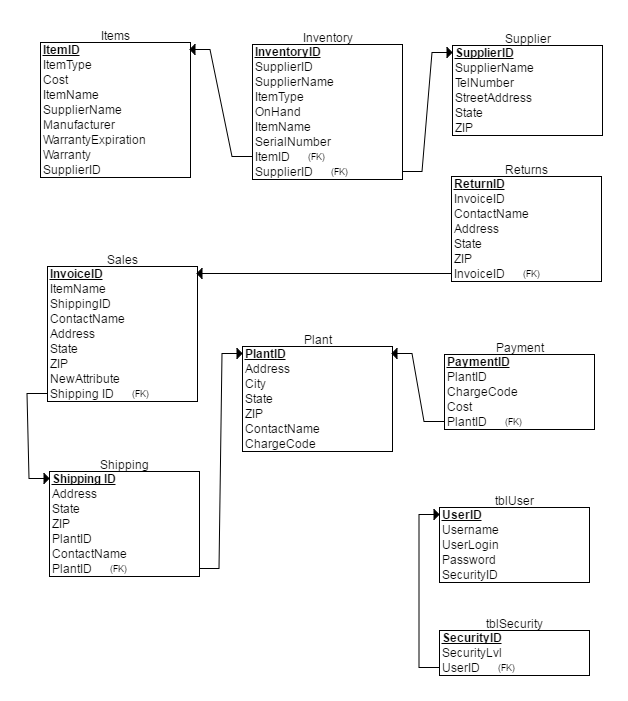 Items
ItemID
ItemType
Cost
ItemName
SupplierName
Manufacturer
WarrantyExpiration
Warranty
SupplierID
Inventory
InventoryID
SupplierID
SupplierName
ItemType
OnHand
ItemName
SerialNumber
ItemID (FK)
SupplierID (FK)
Supplier
SupplierID
SupplierName
TelNumber
StreetAddress
State
ZIP
Returns
ReturnID
InvoiceID
ContactName
Address
State
ZIP
InvoiceID (FK)
Sales
InvoiceID
ItemName
ShippingID
ContactName
Address
State
ZIP
NewAttribute
Shipping ID (FK)
Plant
PlantID
Address
City
State
ZIP
ContactName
ChargeCode
Payment
PaymentID
PlantID
ChargeCode
Cost
PlantID (FK)
Shipping
Shipping ID
Address
State
ZIP
PlantID
ContactName
PlantID (FK)
tblUser
UserID
Username
UserLogin
Password
SecurityID
tblSecurity
SecurityID
SecurityLvl
UserID (FK)